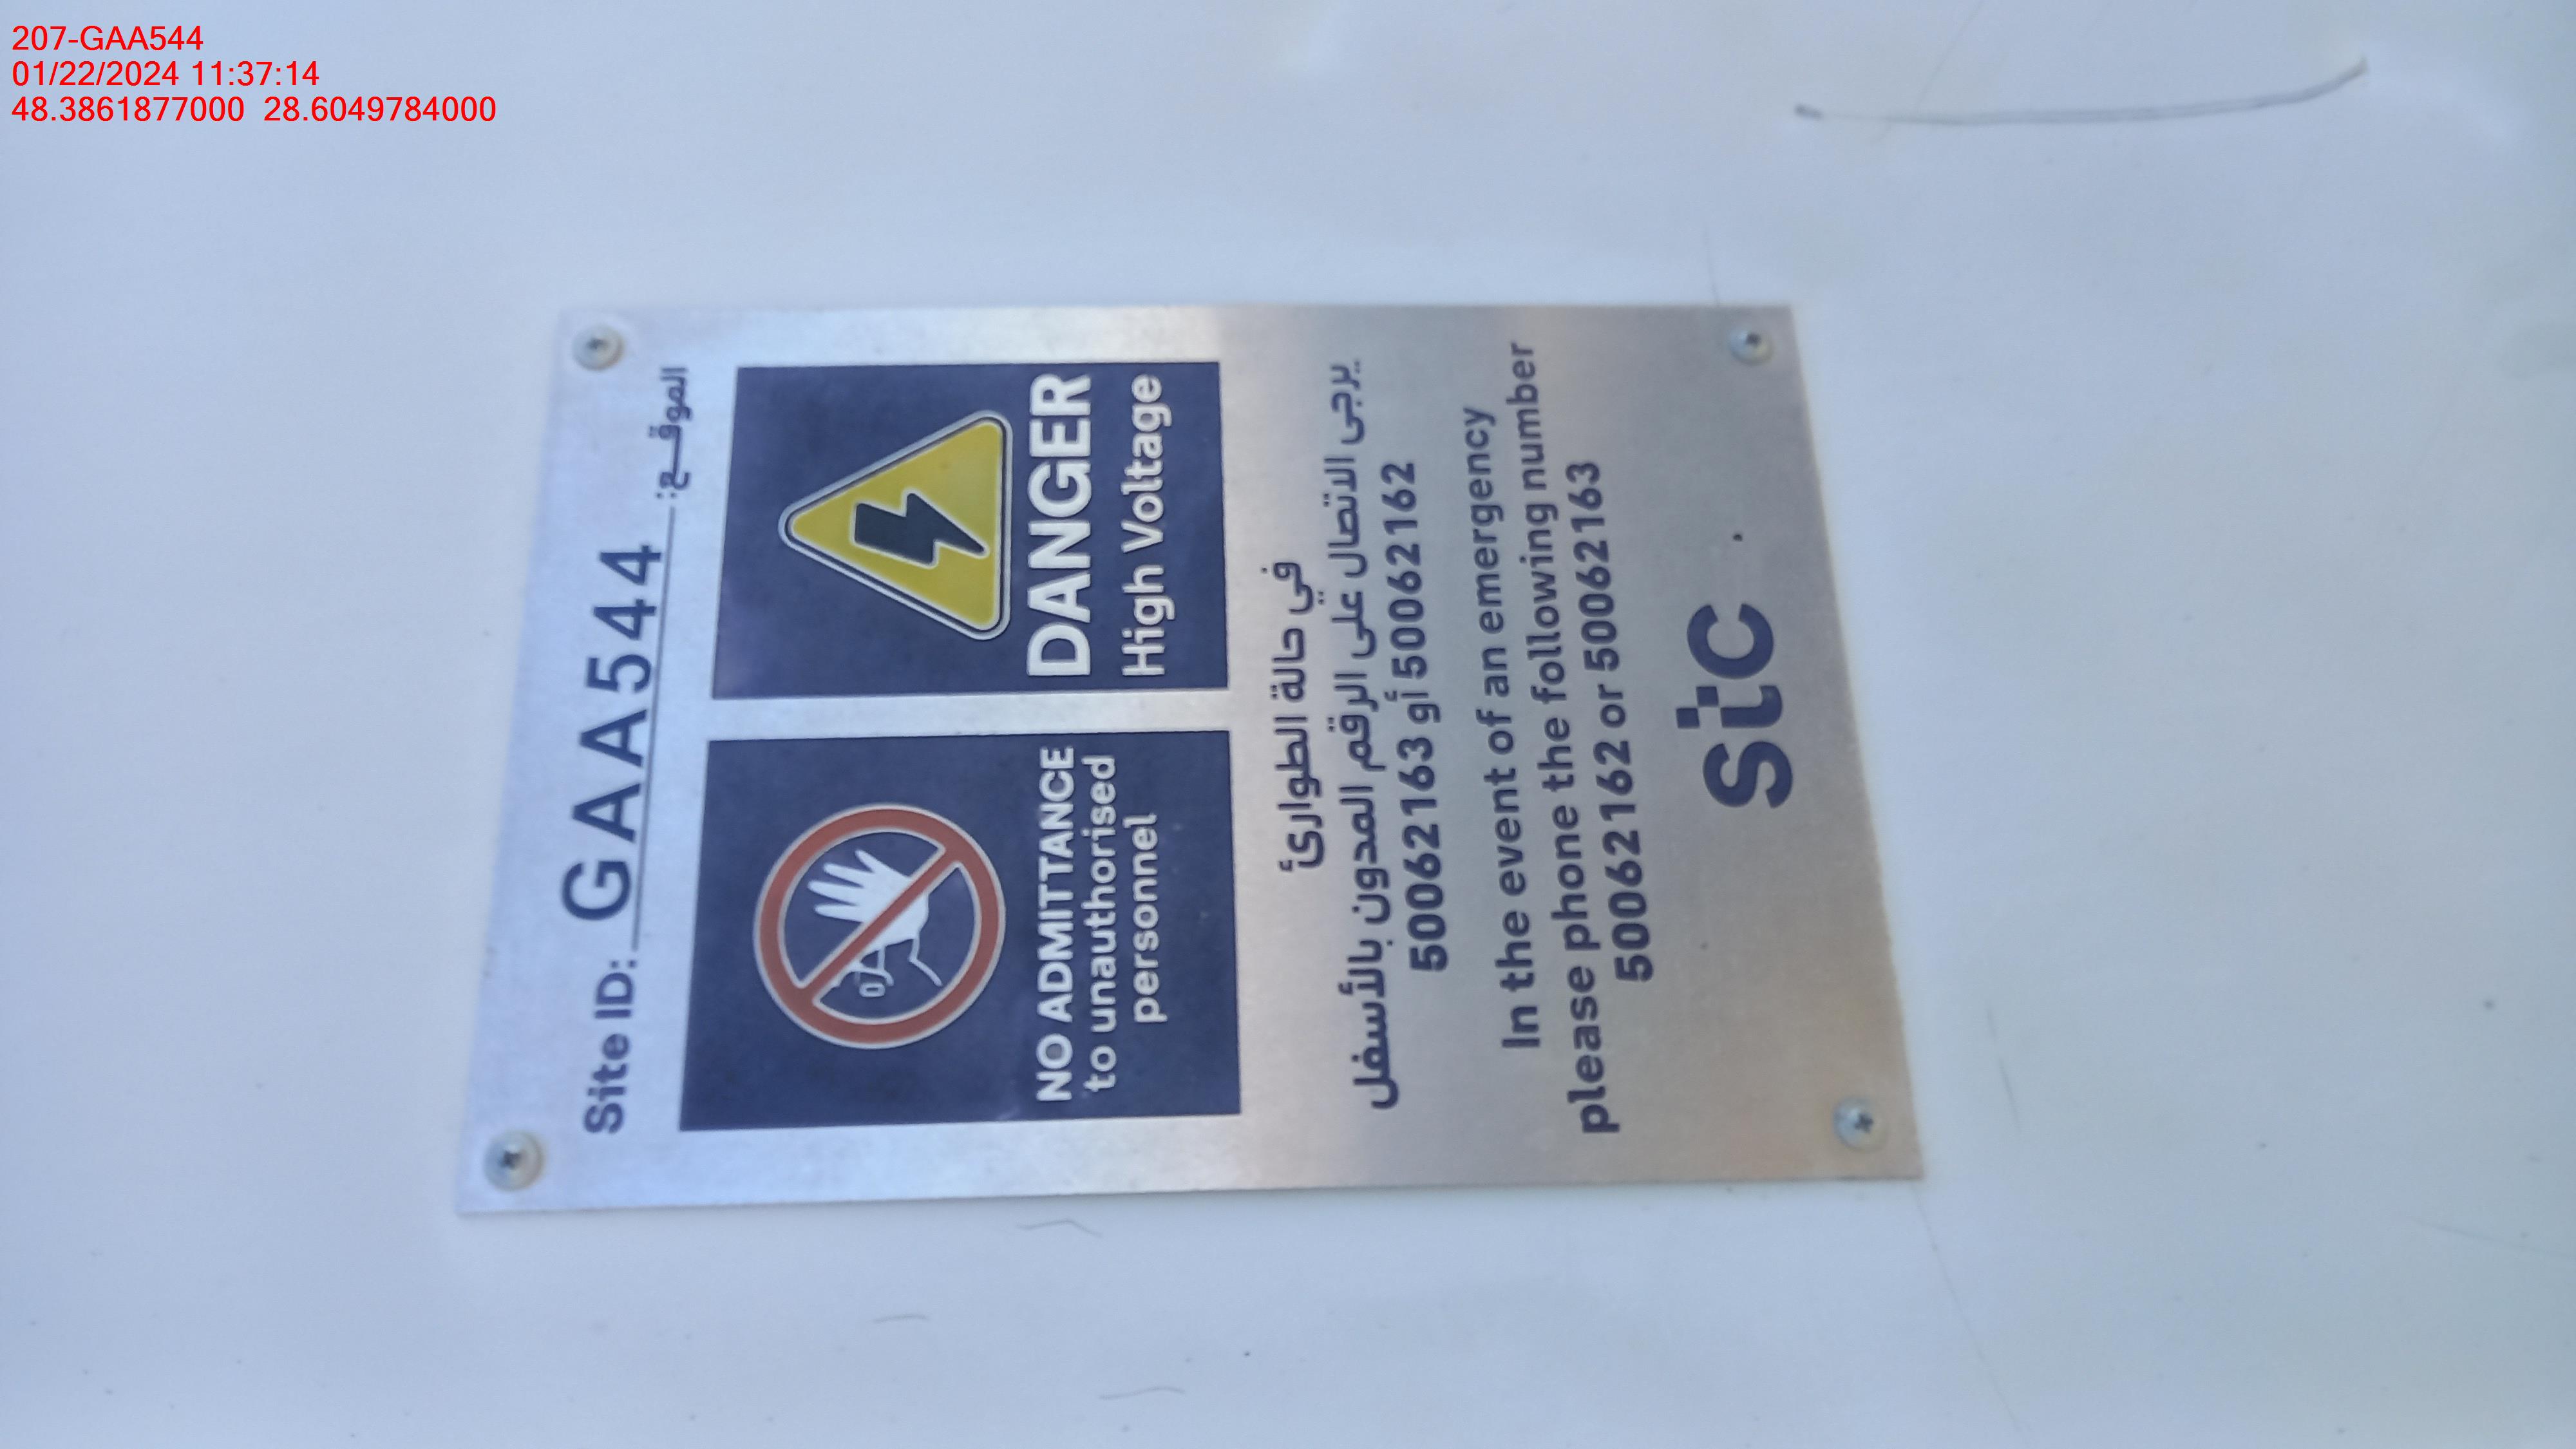 207-GAA544
01/22/2024 11:37:14
48.3861877000 28.6049784000
Site ID: GAA544 الموقع:
NO ADMITTANCE
to unauthorised
personnel
DANGER
High Voltage
في حالة الطوارئ
يرجى الاتصال على الرقم المدون بالأسفل
50062162 أو 50062163
In the event of an emergency
please phone the following number
50062162 or 50062163
stc